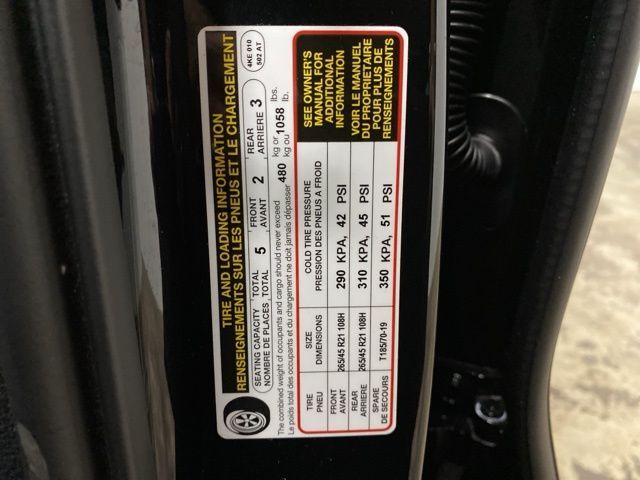 TIRE AND LOADING INFORMATION
RENSEIGNEMENTS SUR LES PNEUS ET LE CHARGEMENT
4KE 010
502 AT
SEATING CAPACITY TOTAL 5 FRONT 2 REAR 3
NOMBRE DE PLACES TOTAL AVANT ARRIERE
The combined weight of occupants and cargo should never exceed 480 kg or 1058 lbs.
Le poids total des occupants et du chargement ne doit jamais dépasser kg ou lb.
TIRE
PNEU
SIZE
DIMENSIONS
COLD TIRE PRESSURE
PRESSION DES PNEUS A FROID
SEE OWNER'S
MANUAL FOR
ADDITIONAL
INFORMATION
VOIR LE MANUEL
DU PROPRIETAIRE
POUR PLUS DE
RENSEIGNEMENTS
FRONT
AVANT
265/45 R21 108H
290 KPA, 42 PSI
REAR
ARRIERE
265/45 R21 108H
310 KPA, 45 PSI
SPARE
DE SECOURS
T185/70-19
350 KPA, 51 PSI